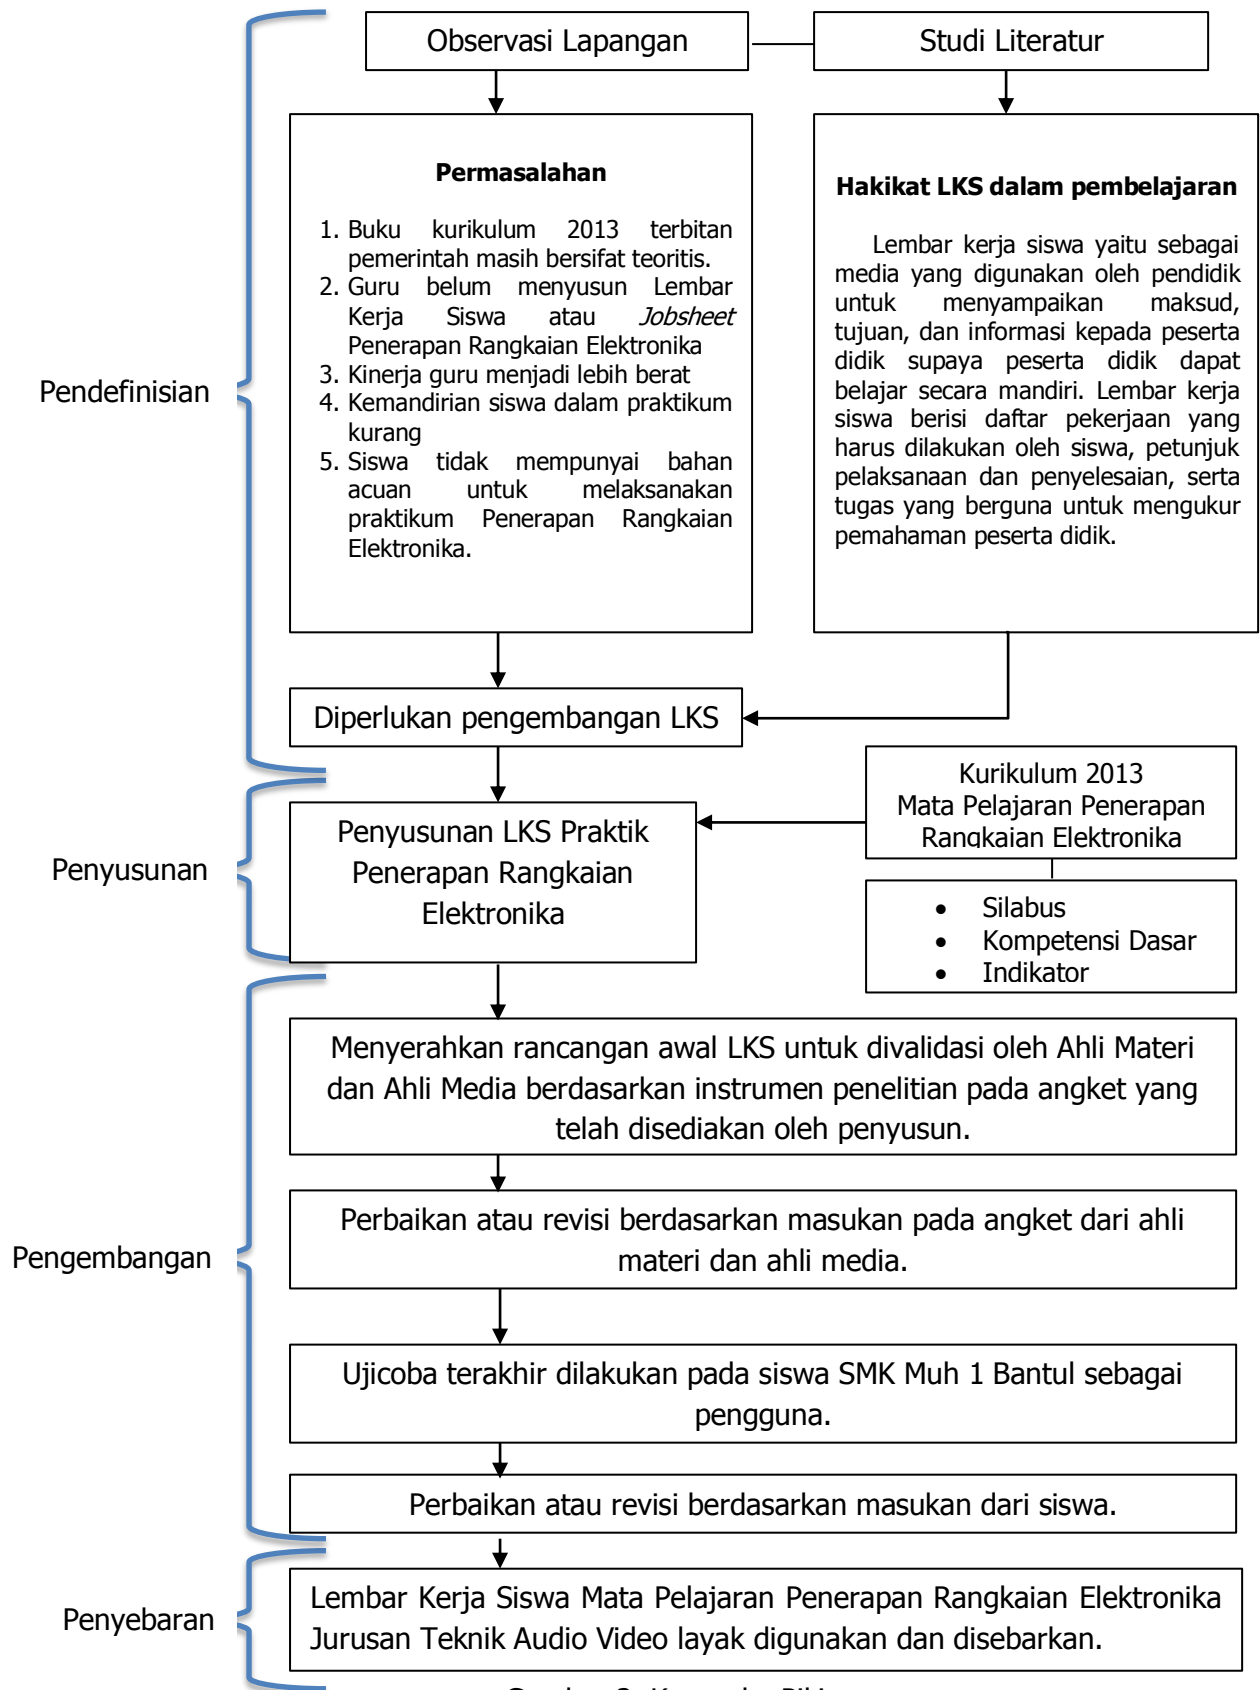 Observasi Lapangan
Studi Literatur
Permasalahan
1. Buku kurikulum 2013 terbitan
pemerintah masih bersifat teoritis.
2. Guru belum menyusun Lembar
Kerja Siswa atau Jobsheet
Penerapan Rangkaian Elektronika
3. Kinerja guru menjadi lebih berat
4. Kemandirian siswa dalam praktikum
kurang
5. Siswa tidak mempunyai bahan
acuan untuk melaksanakan
praktikum Penerapan Rangkaian
Elektronika.
Hakikat LKS dalam pembelajaran
Lembar kerja siswa yaitu sebagai
media yang digunakan oleh pendidik
untuk menyampaikan maksud,
tujuan, dan informasi kepada peserta
didik supaya peserta didik dapat
belajar secara mandiri. Lembar kerja
siswa berisi daftar pekerjaan yang
harus dilakukan oleh siswa, petunjuk
pelaksanaan dan penyelesaian, serta
tugas yang berguna untuk mengukur
pemahaman peserta didik.
Pendefinisian
Diperlukan pengembangan LKS
Kurikulum 2013
Mata Pelajaran Penerapan
Rangkaian Elektronika
Penyusunan LKS Praktik
Penerapan Rangkaian
Elektronika
Penyusunan
• Silabus
• Kompetensi Dasar
• Indikator
Menyerahkan rancangan awal LKS untuk divalidasi oleh Ahli Materi
dan Ahli Media berdasarkan instrumen penelitian pada angket yang
telah disediakan oleh penyusun.
Perbaikan atau revisi berdasarkan masukan pada angket dari ahli
materi dan ahli media.
Pengembangan
Ujicoba terakhir dilakukan pada siswa SMK Muh 1 Bantul sebagai
pengguna.
Perbaikan atau revisi berdasarkan masukan dari siswa.
Penyebaran
Lembar Kerja Siswa Mata Pelajaran Penerapan Rangkaian Elektronika
Jurusan Teknik Audio Video layak digunakan dan disebarkan.